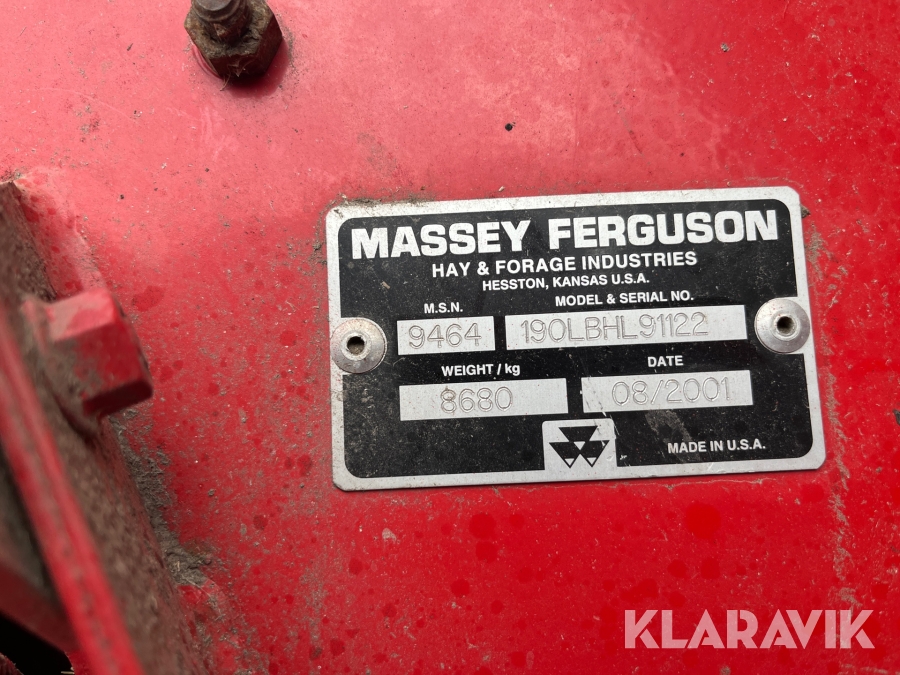 MASSEY FERGUSON
HAY & FORAGE INDUSTRIES
HESSTON, KANSAS U.S.A.
M.S.N. MODEL & SERIAL NO.
9464 190LBHL91122
WEIGHT / kg DATE
8680 08/2001
MADE IN U.S.A.
KLARAVIK